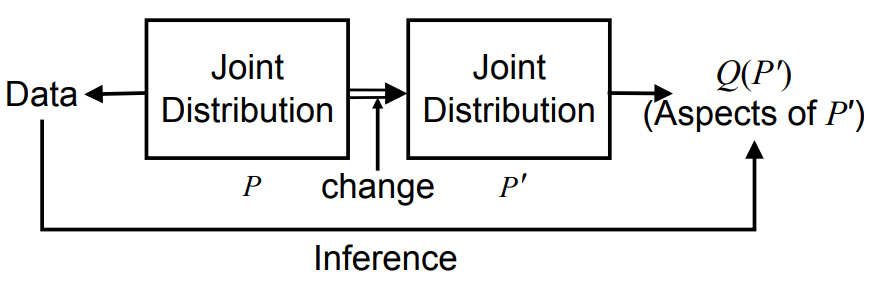 Data
Joint
Distribution
P
change
Joint
Distribution
P′
Q(P′)
(Aspects of P′)
Inference